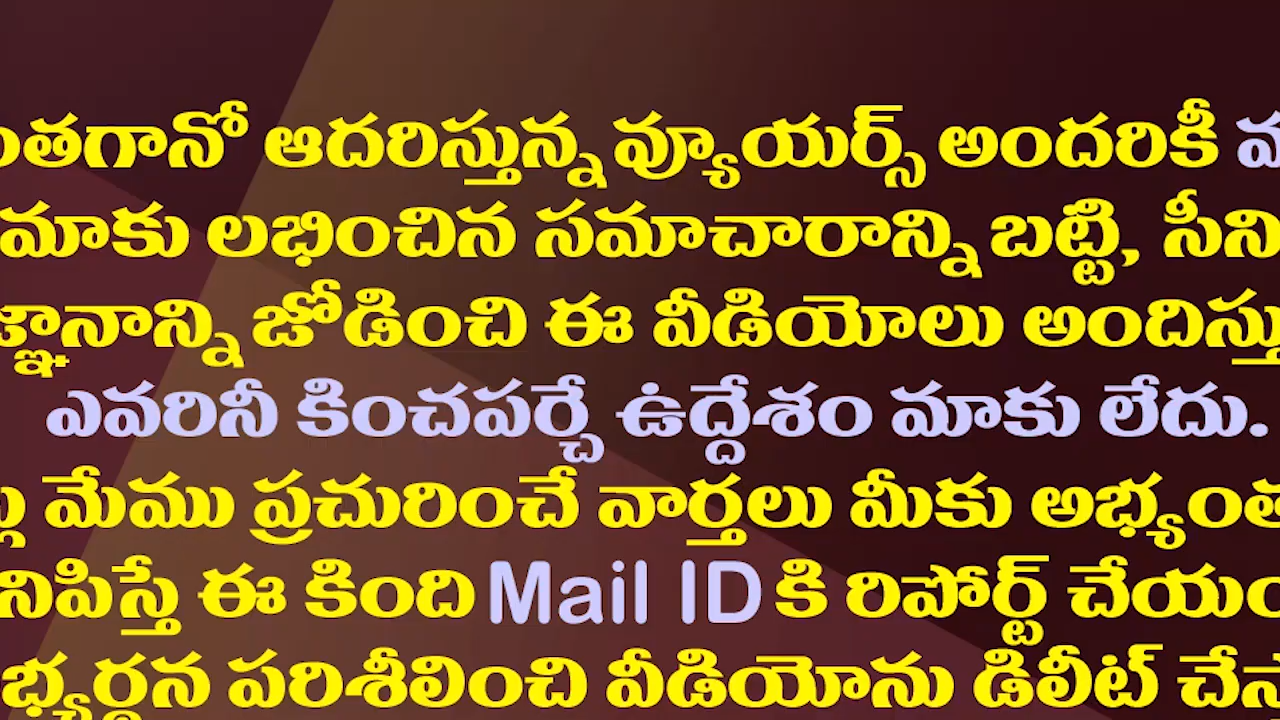 ంతగానో ఆదరిస్తున్న వ్యూయర్స్ అందరికీ
మాకు లభించిన సమాచారాన్ని బట్టి, సీని
జ్ఞానాన్ని జోడించి ఈ వీడియోలు అందిస్తు
ఎవరినీ కించపర్చే ఉద్దేశం మాకు లేదు.
మేము ప్రచురించే వార్తలు మీకు అభ్యంత
నిపిస్తే ఈ కింది Mail ID కి రిపోర్ట్ చేయం
భ్యర్థన పరిశీలించి వీడియోను డిలీట్ చేస